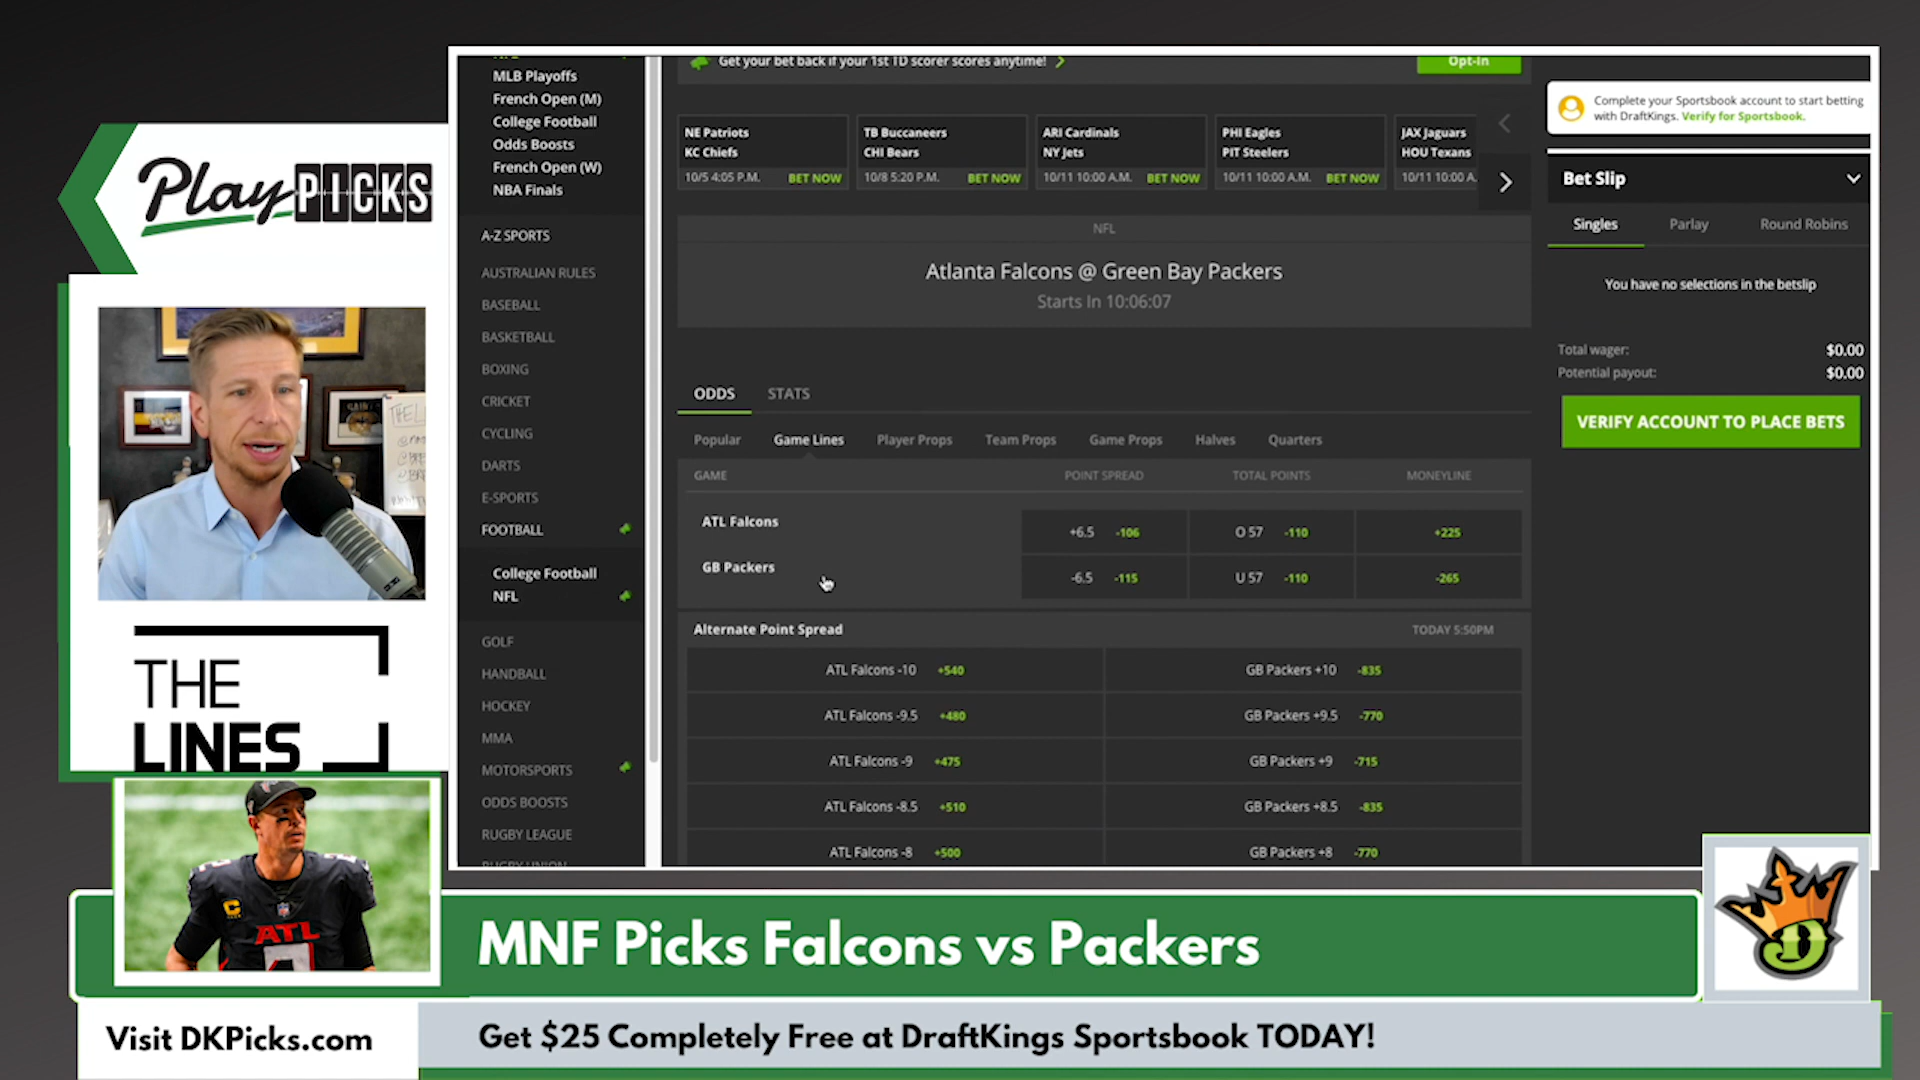 Play PICKS
THE LINES
ATL
MLB Playoffs
French Open (M)
College Football
Odds Boosts
French Open (W)
NBA Finals
A-Z SPORTS
AUSTRALIAN RULES
BASEBALL
BASKETBALL
BOXING
CRICKET
CYCLING
DARTS
E-SPORTS
FOOTBALL
College Football
NFL
GOLF
HANDBALL
HOCKEY
MMA
MOTORSPORTS
ODDS BOOSTS
RUGBY LEAGUE
RUGBY UNION
Get your bet back if your 1st TD scorer scores anytime!
Opt-In
NE Patriots
KC Chiefs
10/5 4:05 P.M. BET NOW
TB Buccaneers
CHI Bears
10/8 5:20 P.M. BET NOW
ARI Cardinals
NY Jets
10/11 10:00 A.M. BET NOW
PHI Eagles
PIT Steelers
10/11 10:00 A.M. BET NOW
JAX Jaguars
HOU Texans
10/11 10:00 A.
NFL
Atlanta Falcons @ Green Bay Packers
Starts In 10:06:07
ODDS STATS
Popular Game Lines Player Props Team Props Game Props Halves Quarters
GAME POINT SPREAD TOTAL POINTS MONEYLINE
ATL Falcons +6.5 -106 O 57 -110 +225
GB Packers -6.5 -115 U 57 -110 -265
Alternate Point Spread TODAY 5:50PM
ATL Falcons -10 +540 GB Packers +10 -835
ATL Falcons -9.5 +480 GB Packers +9.5 -770
ATL Falcons -9 +475 GB Packers +9 -715
ATL Falcons -8.5 +510 GB Packers +8.5 -835
ATL Falcons -8 +500 GB Packers +8 -770
Complete your Sportsbook account to start betting
with DraftKings. Verify for Sportsbook.
Bet Slip
Singles Parlay Round Robins
You have no selections in the betslip
Total wager: $0.00
Potential payout: $0.00
VERIFY ACCOUNT TO PLACE BETS
MNF Picks Falcons vs Packers
D
Visit DKPicks.com
Get $25 Completely Free at DraftKings Sportsbook TODAY!